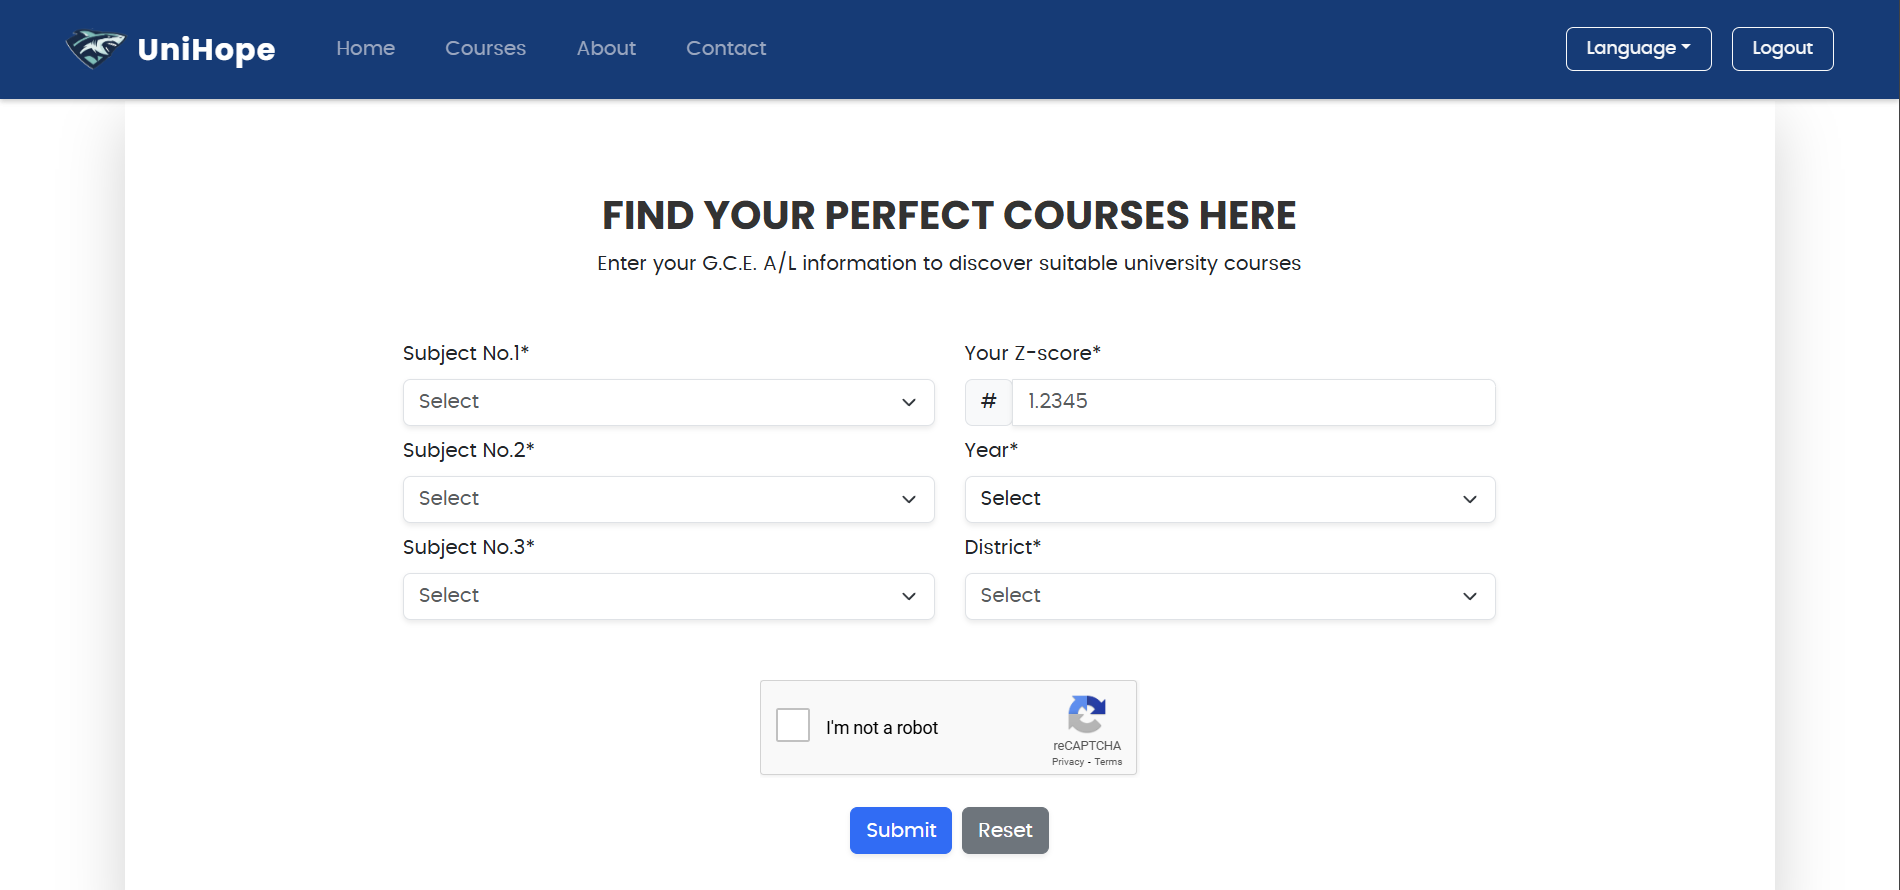 UniHope
Home
Courses
About
Contact
Language
Logout
FIND YOUR PERFECT COURSES HERE
Enter your G.C.E. A/L information to discover suitable university courses
Subject No.1*
Select
Your Z-score*
# 1.2345
Subject No.2*
Select
Year*
Select
Subject No.3*
Select
District*
Select
I'm not a robot
reCAPTCHA
Privacy - Terms
Submit
Reset